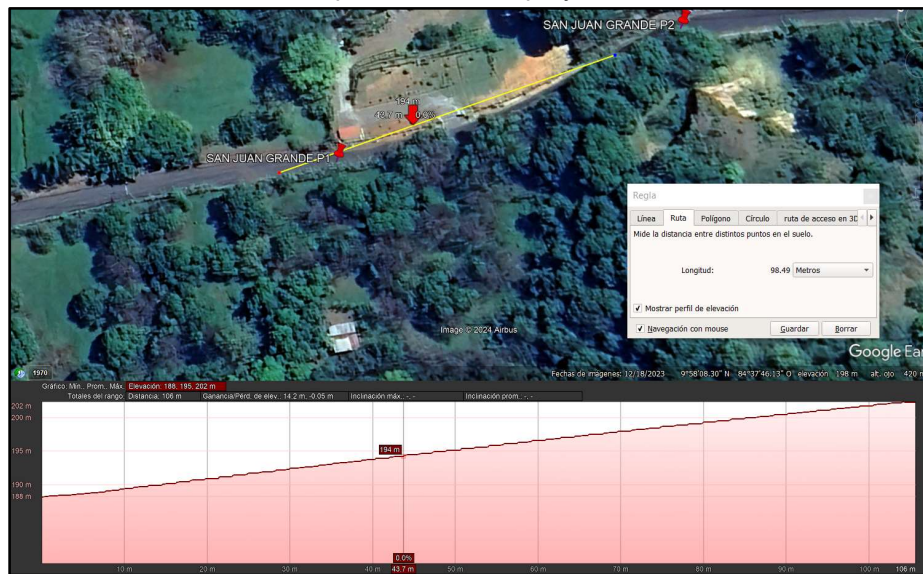 SAN JUAN GRANDE P2
194 m
43.7 m 0.0%
SAN JUAN GRANDE P1
Regla
Línea Ruta Polígono Círculo ruta de acceso en 3D
Mide la distancia entre distintos puntos en el suelo.
Longitud: 98.49 Metros
Mostrar perfil de elevación
Navegación con mouse Guardar Borrar
Image © 2024 Airbus
Google Ear
1970
Fechas de imágenes: 12/18/2023 9°58'08.30" N 84°37'46.13" O elevación 198 m alt. ojo 420 m
Gráfico: Mín., Prom., Máx. Elevación: 188, 195, 202 m
Totales del rango: Distancia: 106 m Ganancia/Pérd. de elev.: 14.2 m, -0.05 m Inclinación máx.: -, - Inclinación prom.: -, -
202 m
200 m
195 m
194 m
190 m
188 m
0.0%
10 m 20 m 30 m 40 m 43.7 m 50 m 60 m 70 m 80 m 90 m 100 m 106 m